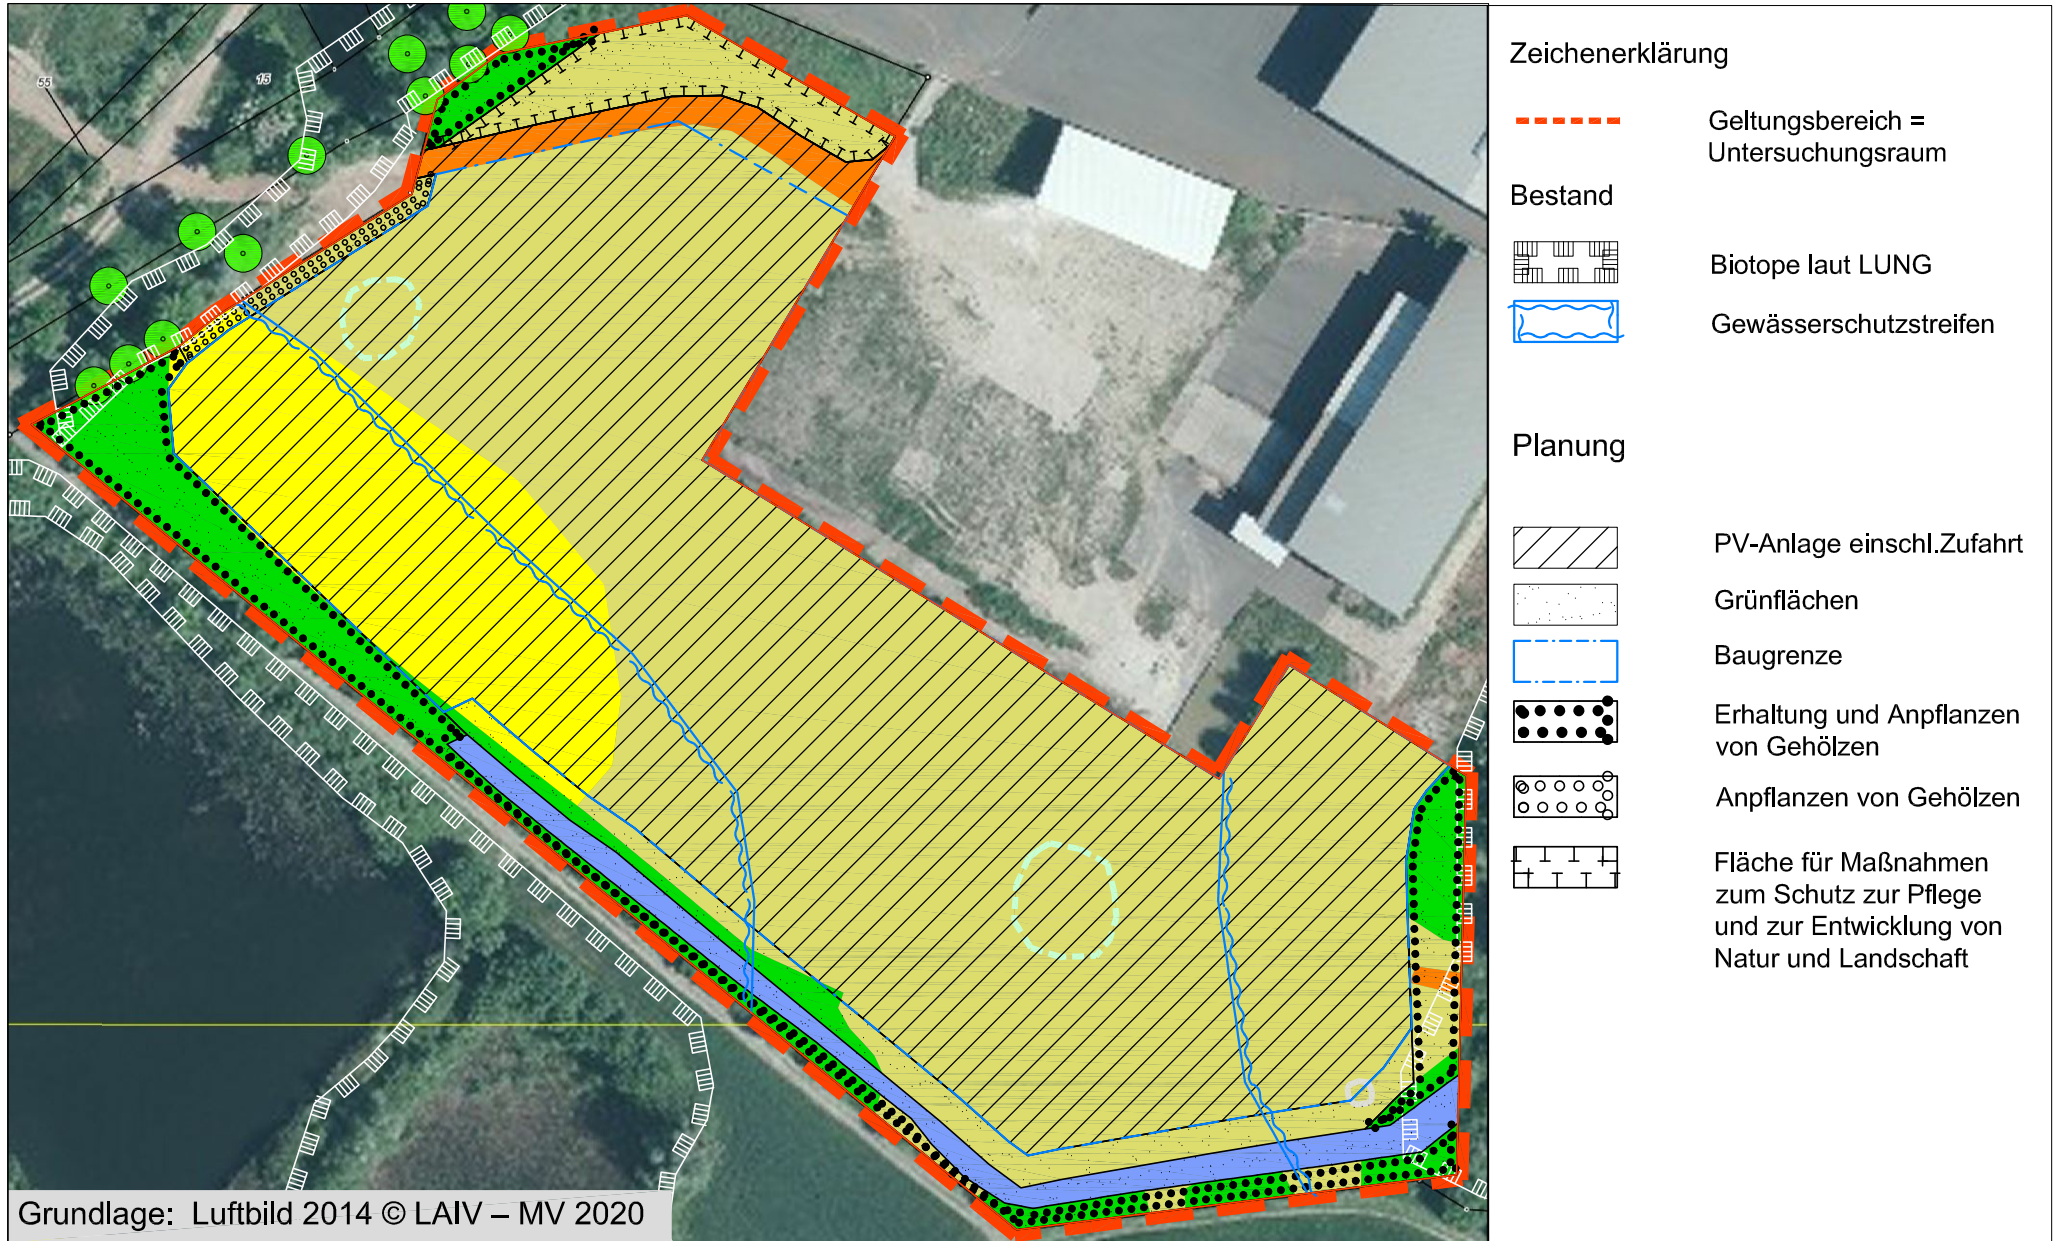 55
15
Zeichenerklärung
Geltungsbereich =
Untersuchungsraum
Bestand
Biotope laut LUNG
Gewässerschutzstreifen
Planung
PV-Anlage einschl.Zufahrt
Grünflächen
Baugrenze
Erhaltung und Anpflanzen
von Gehölzen
Anpflanzen von Gehölzen
Fläche für Maßnahmen
zum Schutz zur Pflege
und zur Entwicklung von
Natur und Landschaft
Grundlage: Luftbild 2014 © LAIV – MV 2020